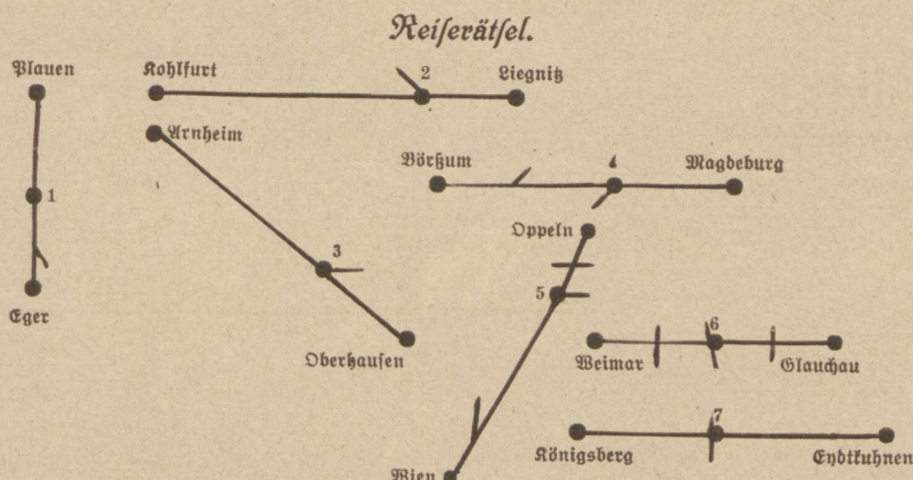 Reiſerätſel.
Plauen
Kohlfurt
2
Liegnitz
Arnheim
Börßum
4
Magdeburg
1
Oppeln
3
5
Eger
6
Oberhauſen
Weimar
Glauchau
7
Königsberg
Eydtkuhnen
Wien